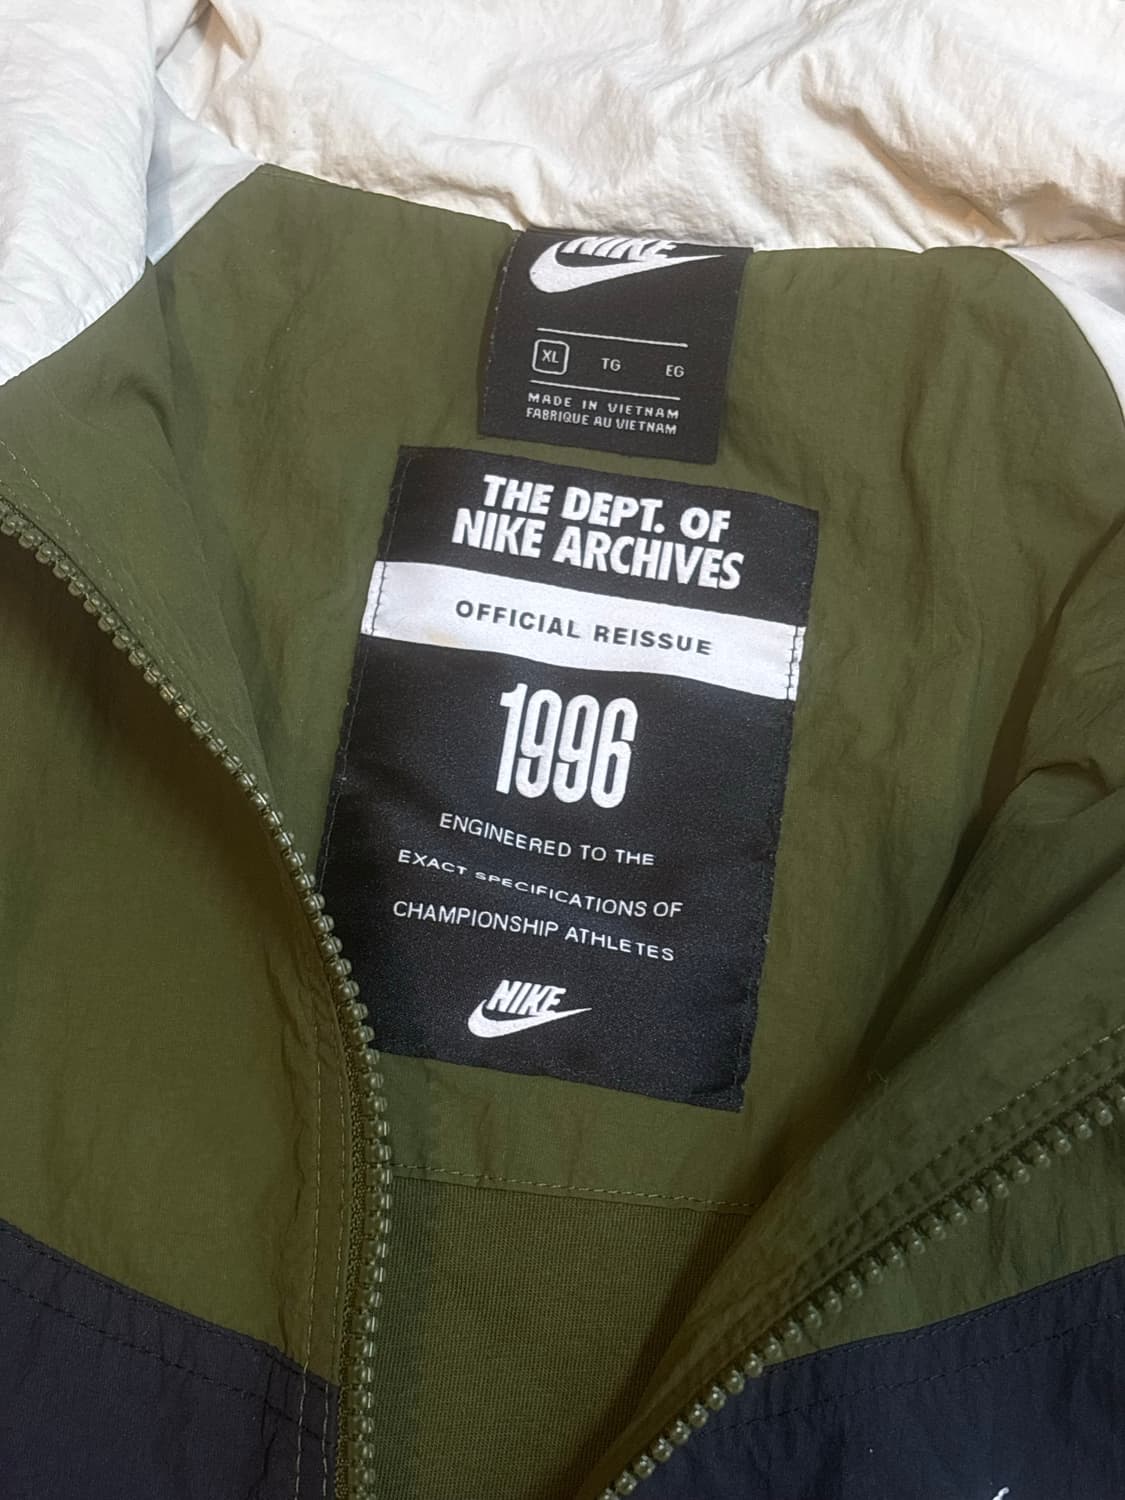 NIKE
XL TG EG
MADE IN VIETNAM
FABRIQUE AU VIETNAM
THE DEPT. OF
NIKE ARCHIVES
OFFICIAL REISSUE
1996
ENGINEERED TO THE
EXACT SPECIFICATIONS OF
CHAMPIONSHIP ATHLETES
NIKE